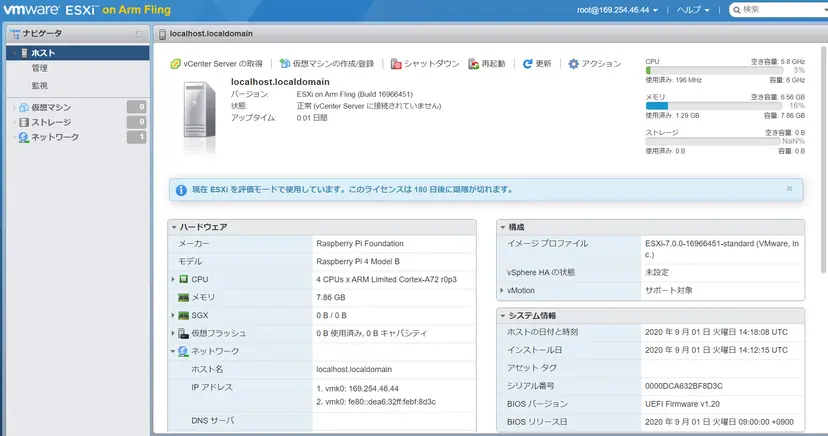 vmware ESXi™ on Arm Fling
root@169.254.46.44 | ヘルプ | 検索
ナビゲータ
ホスト
管理
監視
仮想マシン 0
ストレージ 0
ネットワーク 1
localhost.localdomain
vCenter Server の取得 | 仮想マシンの作成/登録 | シャットダウン 再起動 | 更新 | アクション
localhost.localdomain
バージョン: ESXi on Arm Fling (Build 16966451)
状態: 正常 (vCenter Server に接続されていません)
アップタイム: 0.01 日間
CPU 空き容量: 5.8 GHz
3%
使用済み: 196 MHz 容量: 6 GHz
メモリ 空き容量: 6.56 GB
16%
使用済み: 1.29 GB 容量: 7.86 GB
ストレージ 空き容量: 0 B
NaN%
使用済み: 0 B 容量: 0 B
現在 ESXi を評価モードで使用しています。このライセンスは 180 日後に期限が切れます。
ハードウェア
メーカー Raspberry Pi Foundation
モデル Raspberry Pi 4 Model B
CPU 4 CPUs x ARM Limited Cortex-A72 r0p3
メモリ 7.86 GB
SGX 0 B / 0 B
仮想フラッシュ 0 B 使用済み, 0 B キャパシティ
ネットワーク
ホスト名 localhost.localdomain
IP アドレス 1. vmk0: 169.254.46.44
2. vmk0: fe80::dea6:32ff:febf:8d3c
DNS サーバ
構成
イメージ プロファイル ESXi-7.0.0-16966451-standard (VMware, In
c.)
vSphere HA の状態 未設定
vMotion サポート対象
システム情報
ホストの日付と時刻 2020 年 9 月 01 日 火曜日 14:18:08 UTC
インストール日 2020 年 9 月 01 日 火曜日 14:12:15 UTC
アセット タグ
シリアル番号 0000DCA632BF8D3C
BIOS バージョン UEFI Firmware v1.20
BIOS リリース日 2020 年 9 月 01 日 火曜日 09:00:00 +0900